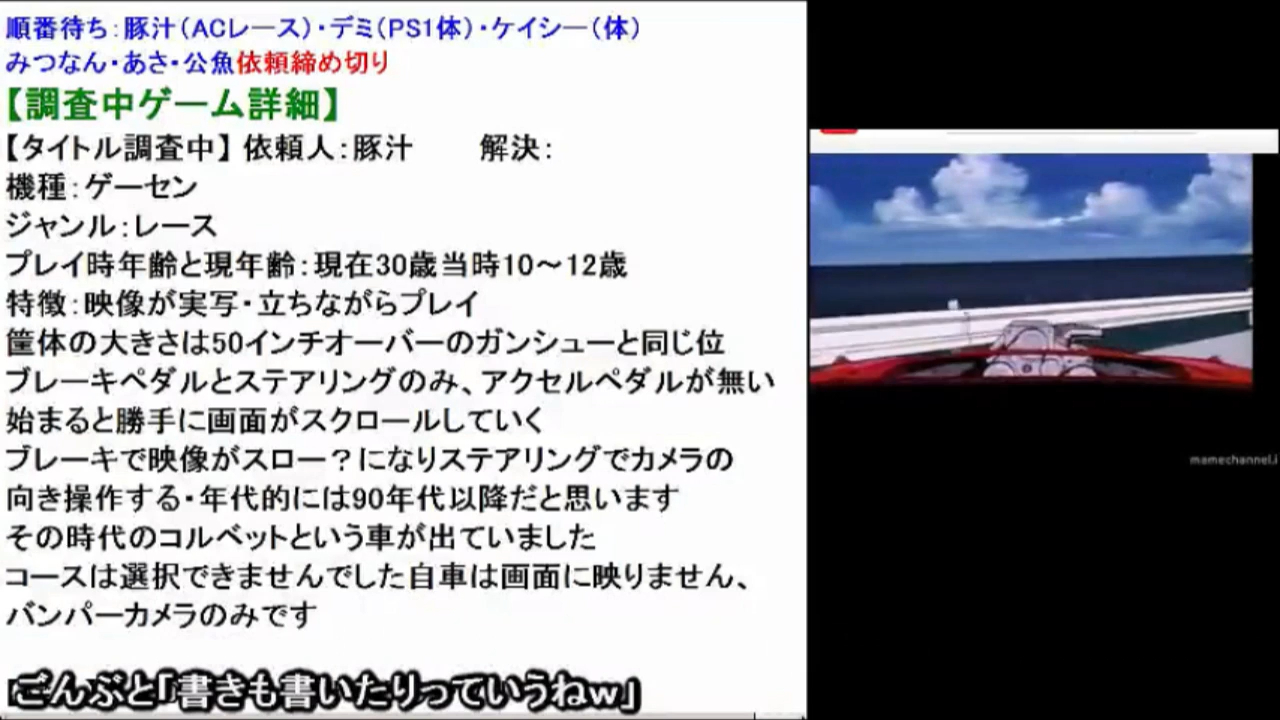 順番待ち:豚汁(ACレース)・デミ(PS1体)・ケイシー(体)
みつなん・あさ・公魚依頼締め切り
【調査中ゲーム詳細】
【タイトル調査中】依頼人:豚汁　　解決:
機種:ゲーセン
ジャンル:レース
プレイ時年齢と現年齢:現在30歳当時10～12歳
特徴:映像が実写・立ちながらプレイ
筐体の大きさは50インチオーバーのガンシューと同じ位
ブレーキペダルとステアリングのみ、アクセルペダルが無い
始まると勝手に画面がスクロールしていく
ブレーキで映像がスロー？になりステアリングでカメラの
向き操作する・年代的には90年代以降だと思います
その時代のコルベットという車が出ていました
コースは選択できませんでした自車は画面に映りません、
バンパーカメラのみです
ごんぶと「書きも書いたりっていうねw」
mamechannel.i